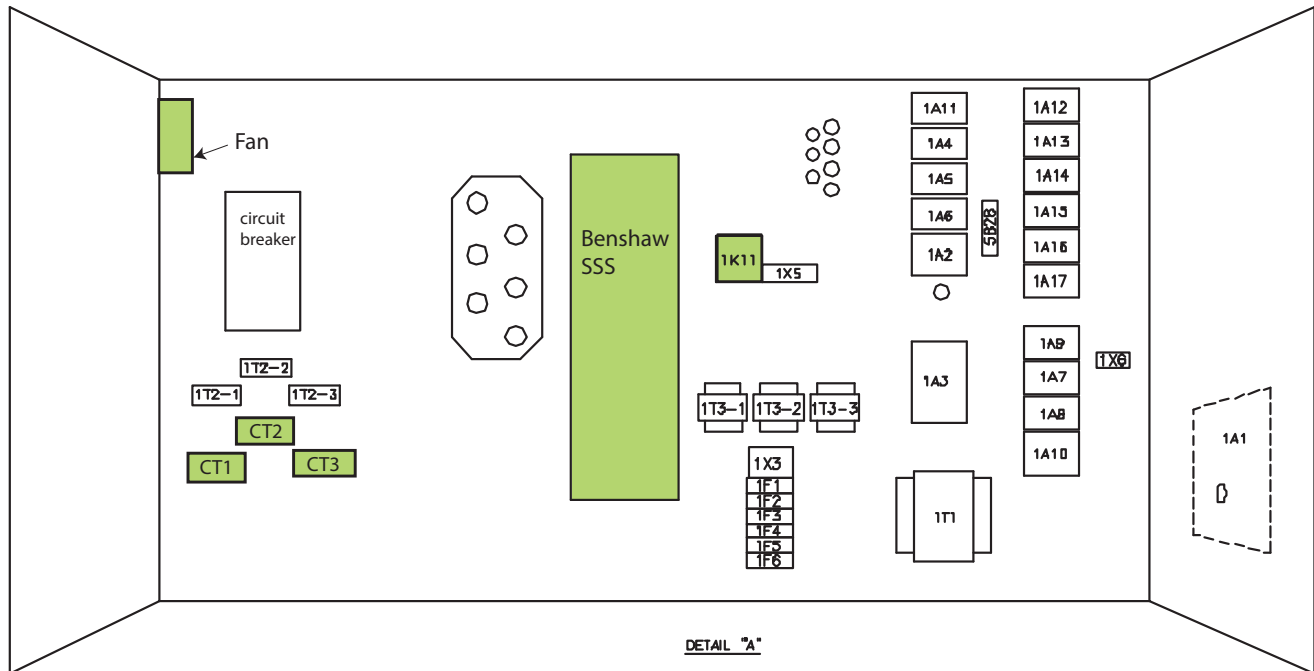 Fan
circuit
breaker
1T2-2
1T2-1
1T2-3
CT2
CT1
CT3
Benshaw
SSS
1K11
1X5
1T3-1
1T3-2
1T3-3
1X3
1F1
1F2
1F3
1F4
1F5
1F6
1A11
1A4
1A5
1A6
1A2
5B2B
1A3
1T1
1A12
1A13
1A14
1A15
1A16
1A17
1A9
1A7
1A8
1A10
1X6
1A1
DETAIL "A"